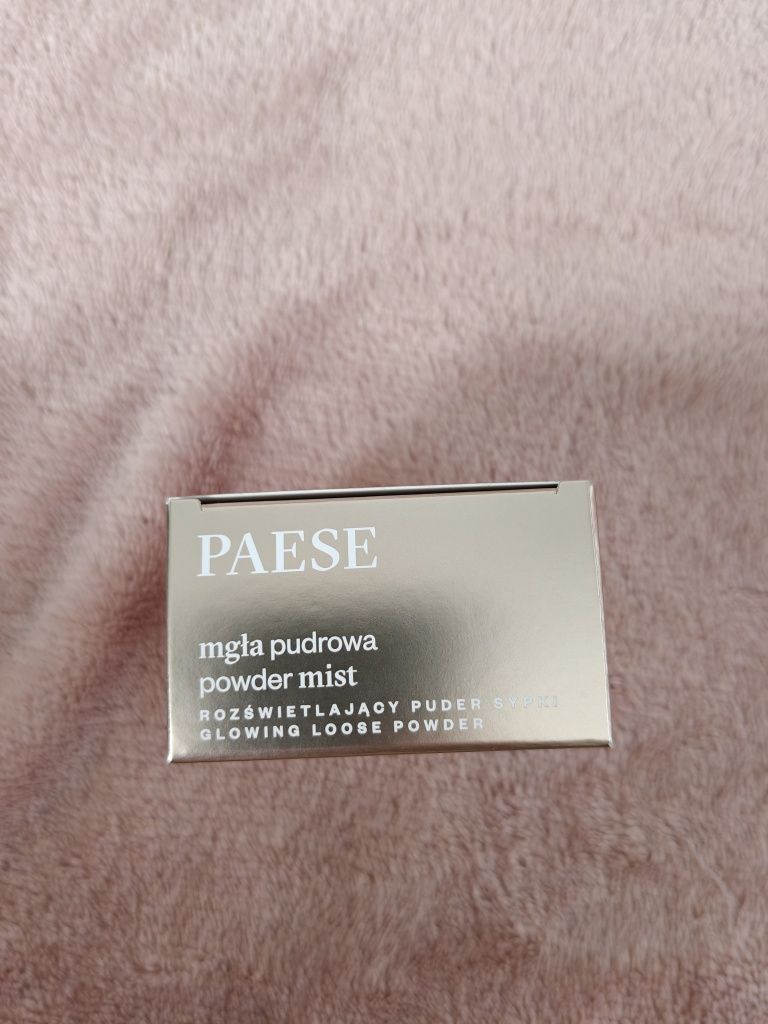 PAESE
mgła pudrowa
powder mist
ROZŚWIETLAJĄCY PUDER SYPKI
GLOWING LOOSE POWDER